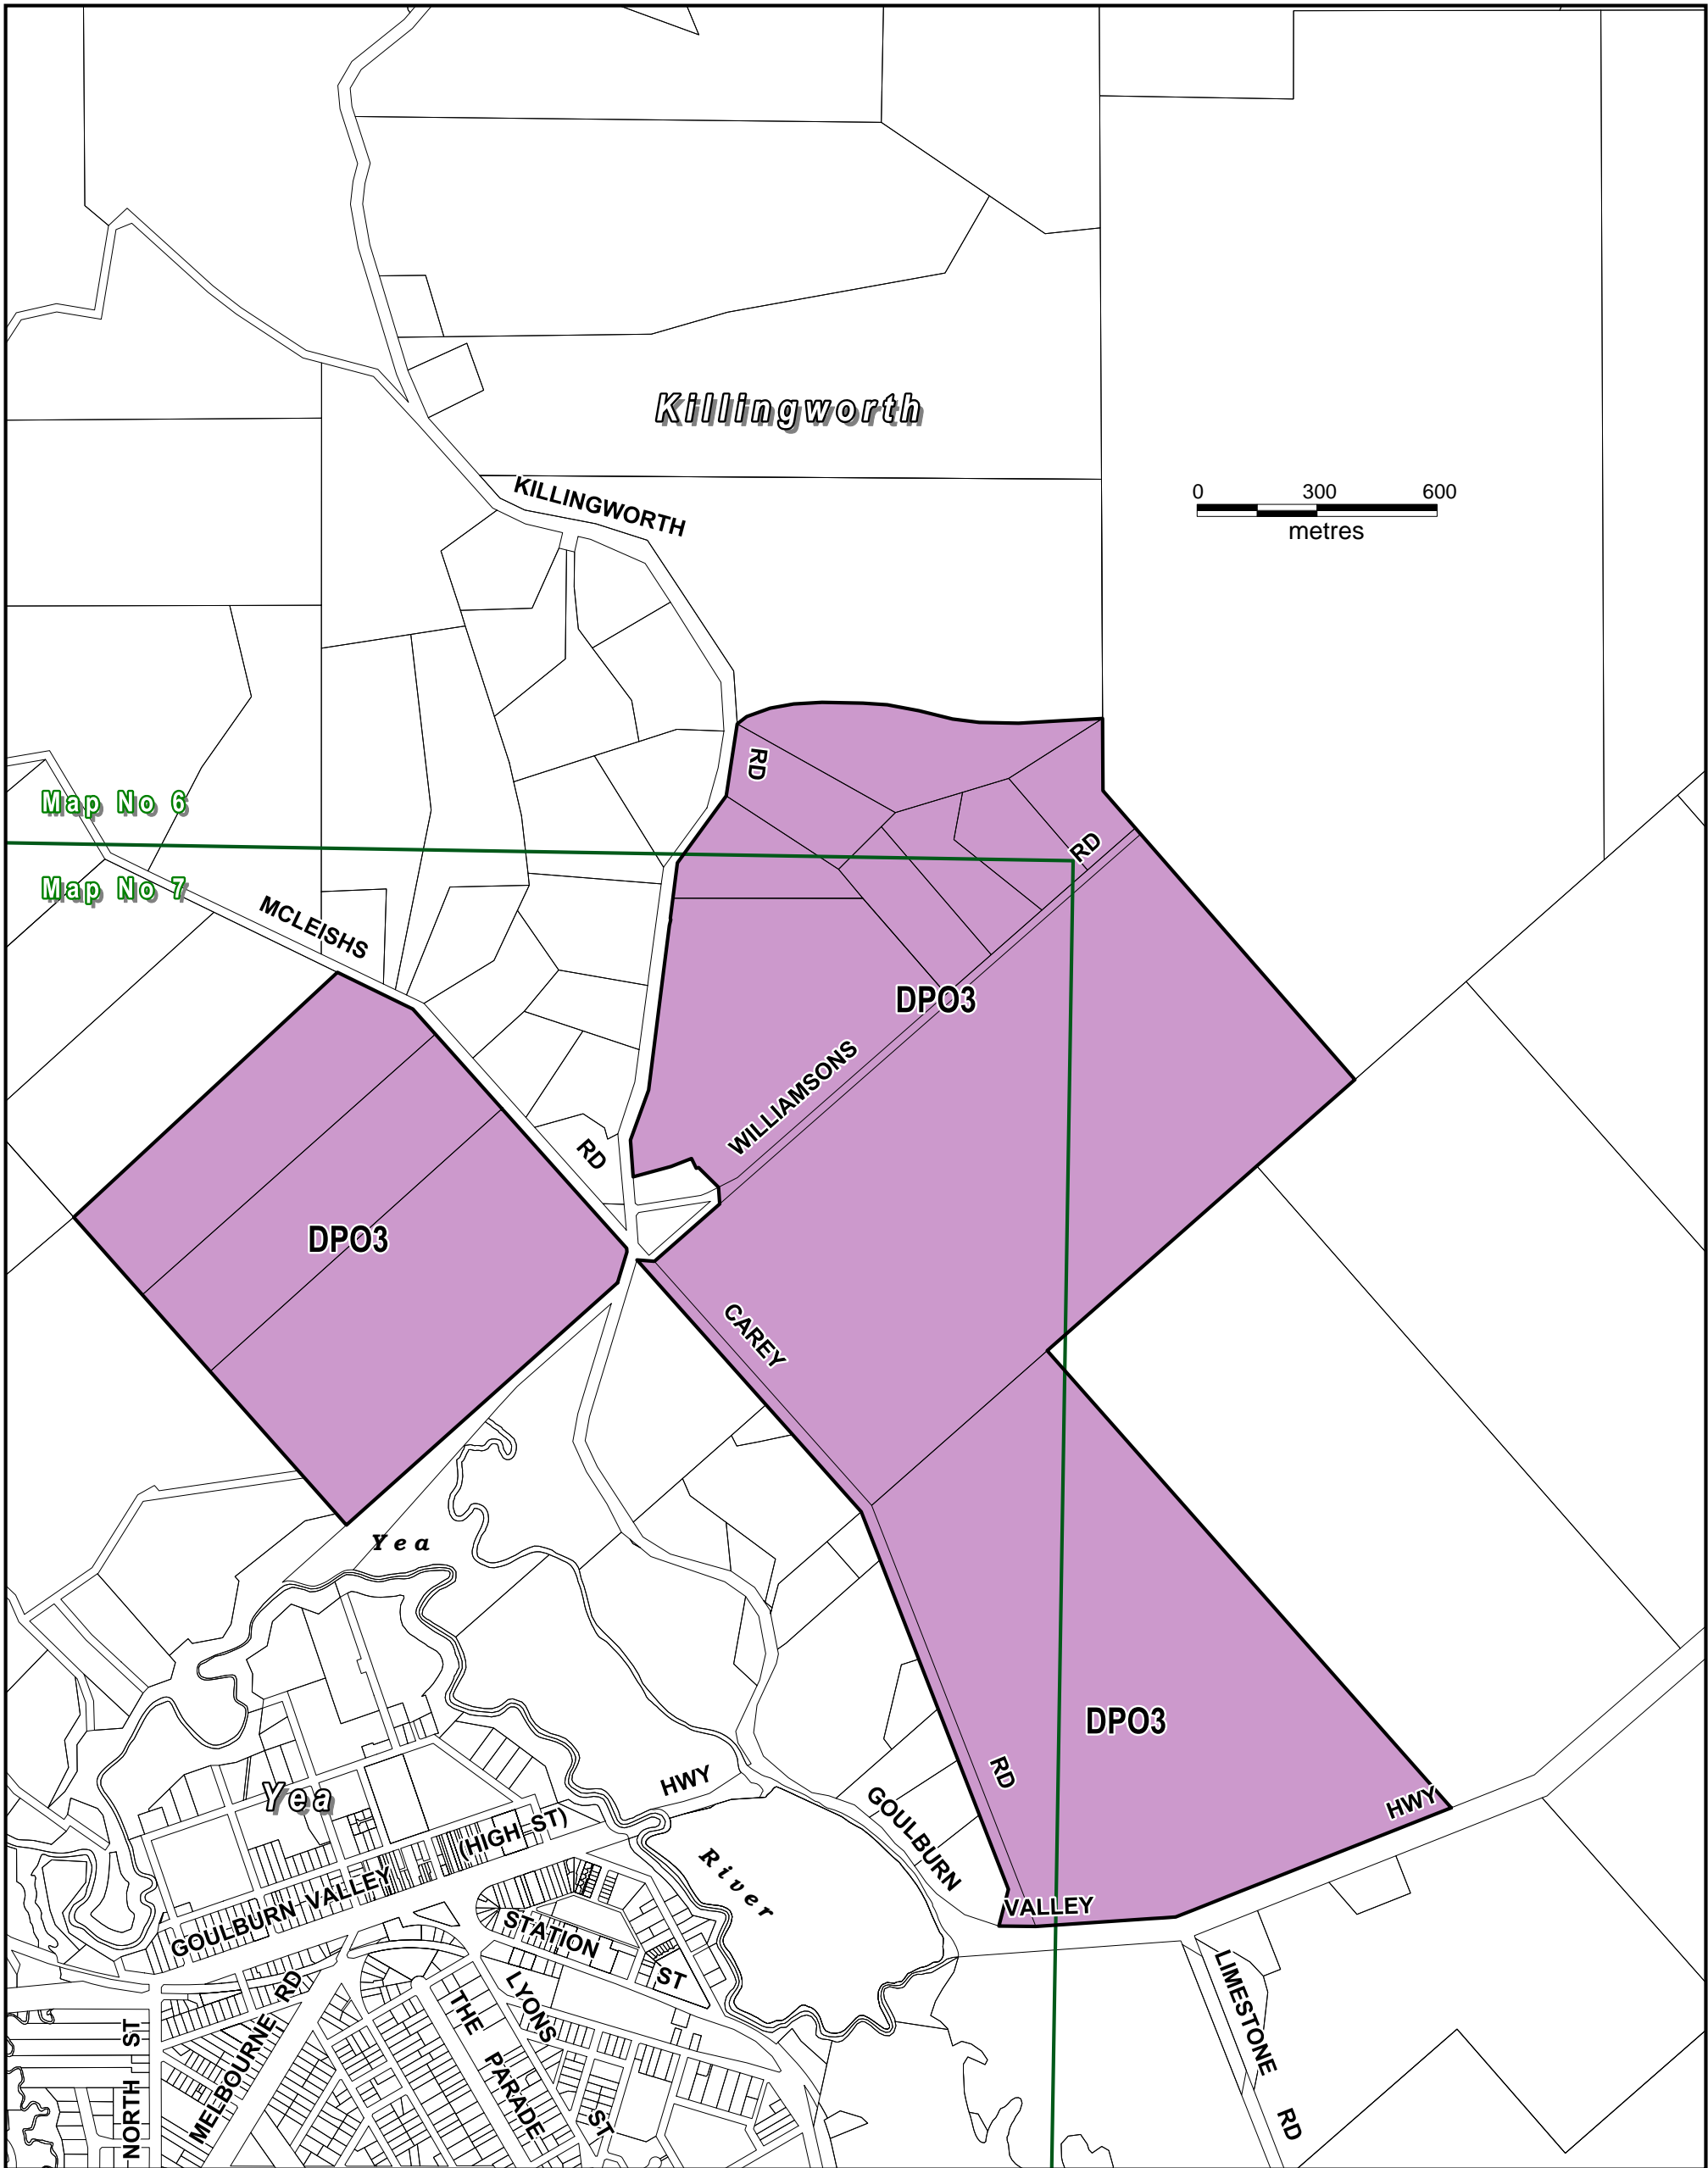 Killingworth
KILLINGWORTH
0 300 600
metres
RD
RD
Map No 6
Map No 7
MCLEISHS
DPO3
WILLIAMSONS
RD
DPO3
CAREY
Yea
DPO3
RD
HWY
HWY
GOULBURN
Yea
(HIGH ST)
River
VALLEY
GOULBURN VALLEY
STATION
ST
LIMESTONE
RD
MELBOURNE RD
THE
PARADE
LYONS
ST
NORTH ST